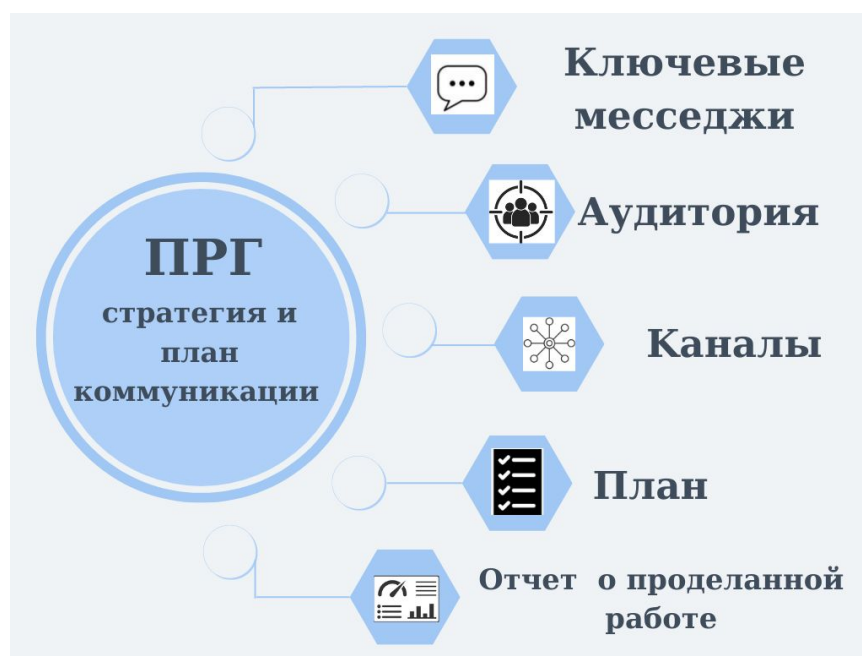 ПРГ
стратегия и
план
коммуникации
Ключевые
месседжи
Аудитория
Каналы
План
Отчет о проделанной
работе